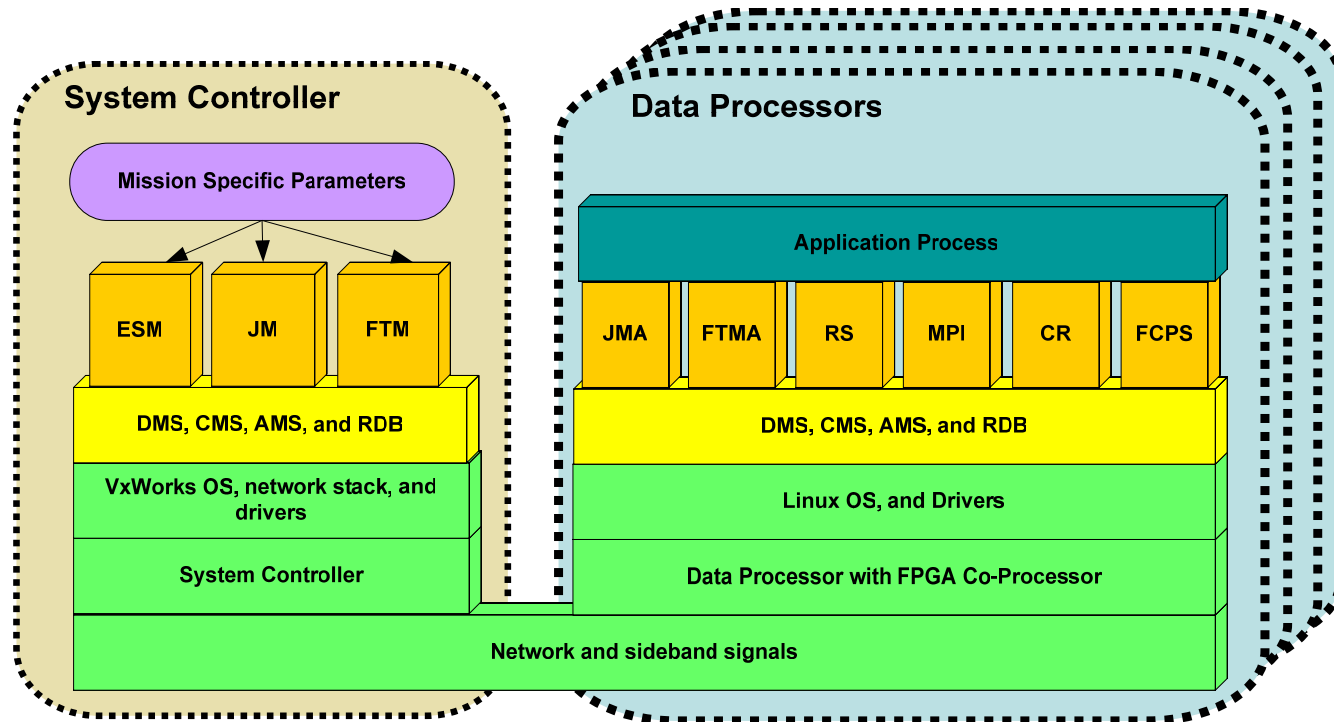 System Controller
Mission Specific Parameters
ESM
JM
FTM
DMS, CMS, AMS, and RDB
VxWorks OS, network stack, and
drivers
System Controller
Data Processors
Application Process
JMA
FTMA
RS
MPI
CR
FCPS
DMS, CMS, AMS, and RDB
Linux OS, and Drivers
Data Processor with FPGA Co-Processor
Network and sideband signals